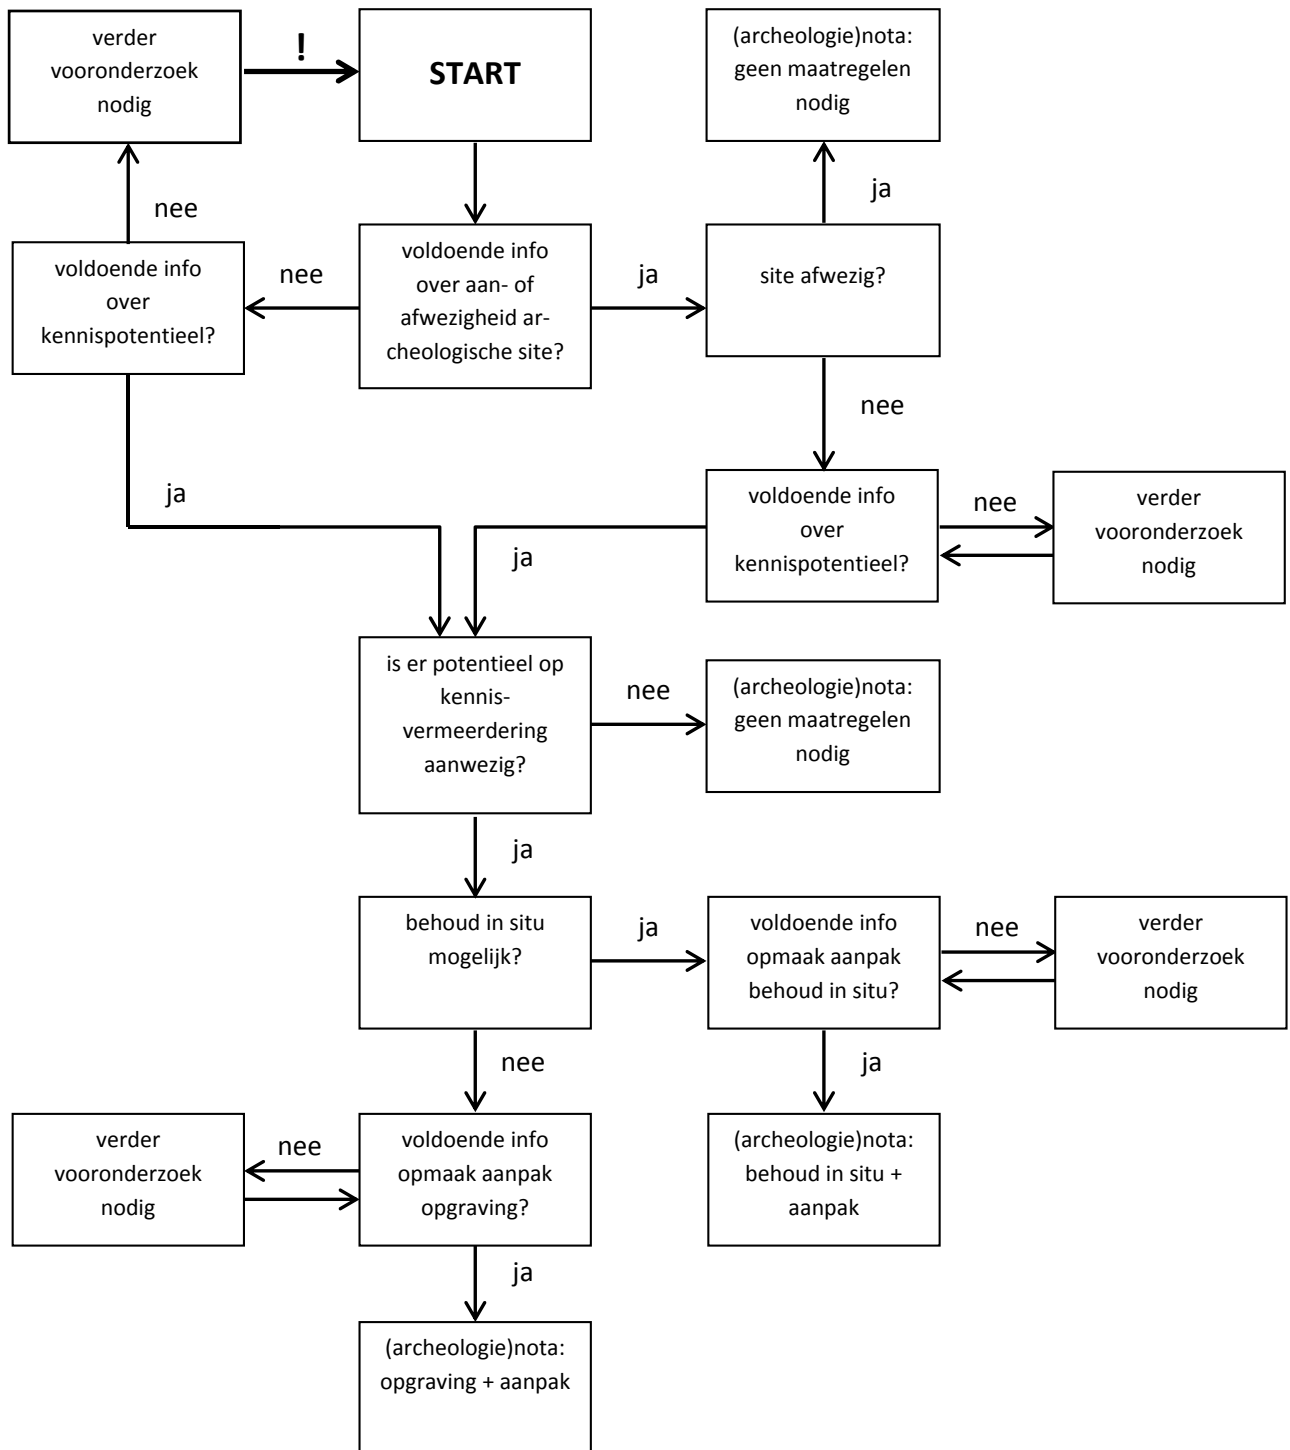 verder
vooronderzoek
nodig
!
START
(archeologie)nota:
geen maatregelen
nodig
nee
ja
voldoende info
over
kennispotentieel?
nee
voldoende info
over aan- of
afwezigheid ar-
cheologische site?
ja
site afwezig?
nee
ja
voldoende info
over
kennispotentieel?
nee
verder
vooronderzoek
nodig
ja
is er potentieel op
kennis-
vermeerdering
aanwezig?
nee
(archeologie)nota:
geen maatregelen
nodig
ja
behoud in situ
mogelijk?
ja
voldoende info
opmaak aanpak
behoud in situ?
nee
verder
vooronderzoek
nodig
nee
ja
verder
vooronderzoek
nodig
nee
voldoende info
opmaak aanpak
opgraving?
(archeologie)nota:
behoud in situ +
aanpak
ja
(archeologie)nota:
opgraving + aanpak